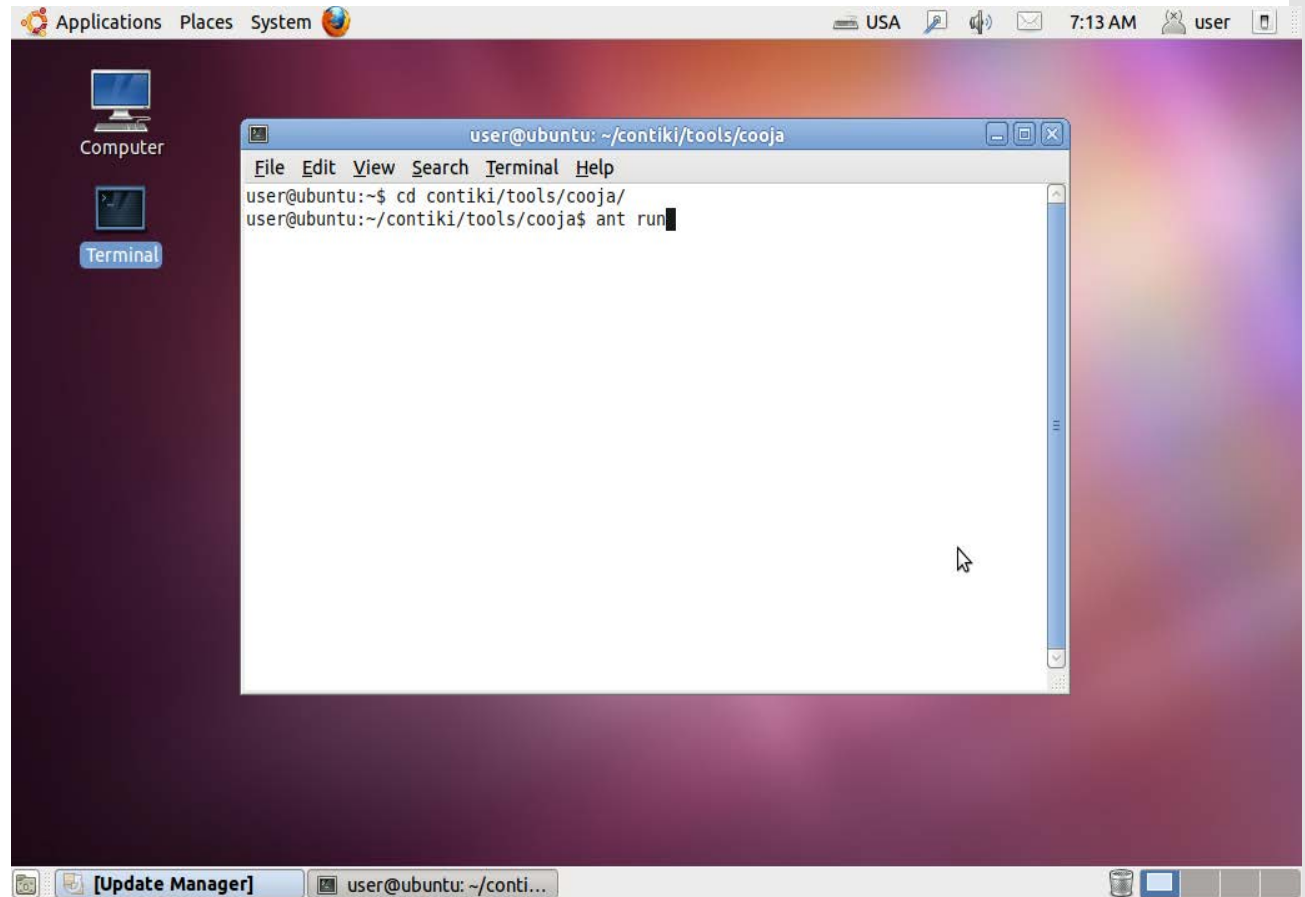 Applications Places System USA 7:13 AM user
Computer
Terminal
user@ubuntu: ~/contiki/tools/cooja
File Edit View Search Terminal Help
user@ubuntu:~$ cd contiki/tools/cooja/
user@ubuntu:~/contiki/tools/cooja$ ant run
[Update Manager] user@ubuntu: ~/conti...